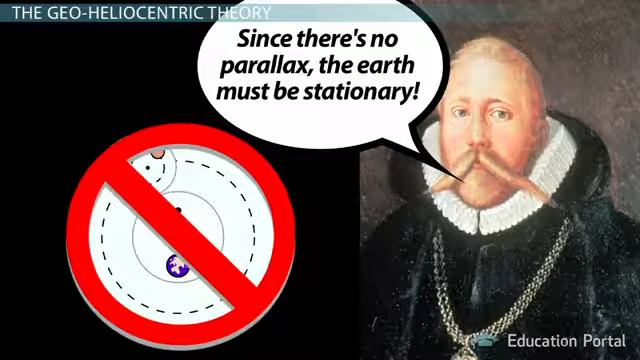 THE GEO-HELIOCENTRIC THEORY
Since there's no
parallax, the earth
must be stationary!
Education Portal